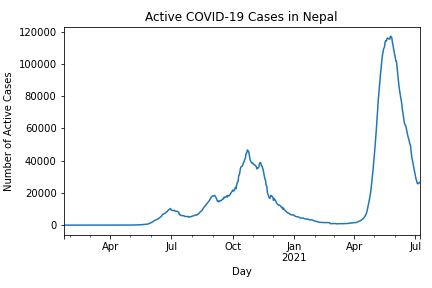 Active COVID-19 Cases in Nepal
120000
100000
80000
60000
40000
20000
0
Number of Active Cases
Apr Jul Oct Jan Apr Jul
2021
Day